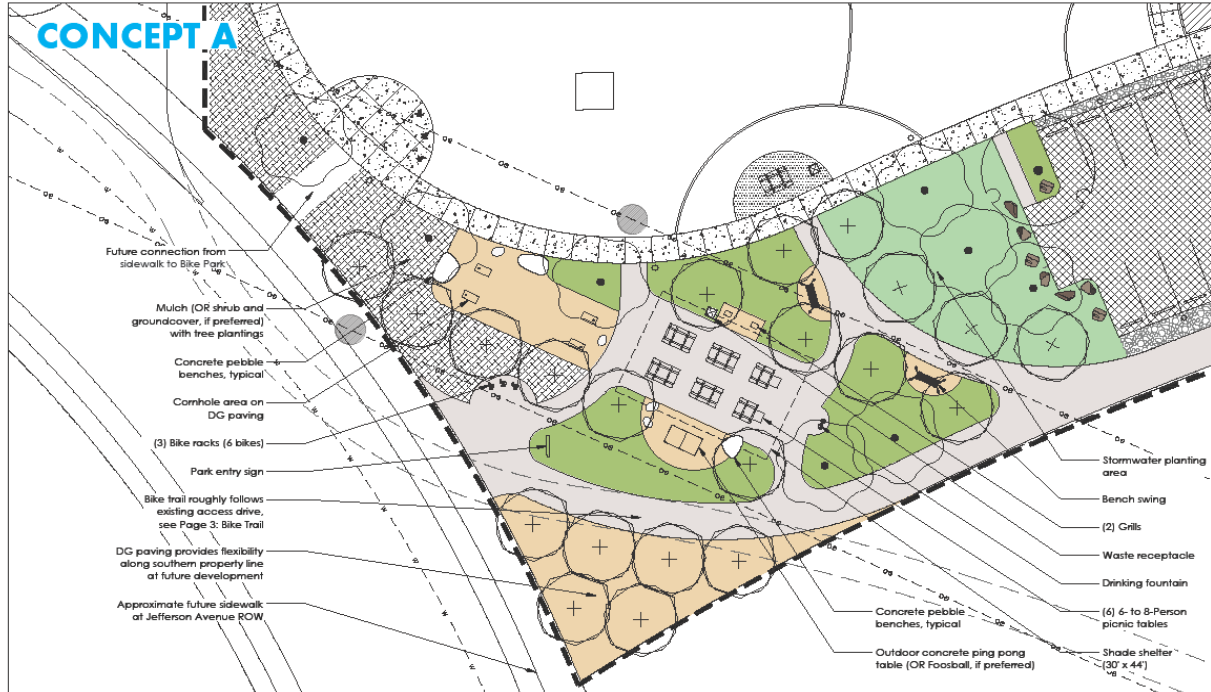 CONCEPT A
Future connection from
sidewalk to Bike Park
Mulch (OR shrub and
groundcover, if preferred)
with tree plantings
Concrete pebble
benches, typical
Cornhole area on
DG paving
(3) Bike racks (6 bikes)
Park entry sign
Bike trail roughly follows
existing access drive,
see Page 3: Bike Trail
DG paving provides flexibility
along southern property line
at future development
Approximate future sidewalk
at Jefferson Avenue ROW
Concrete pebble
benches, typical
Outdoor concrete ping pong
table (OR Foosball, if preferred)
Stormwater planting
area
Bench swing
(2) Grills
Waste receptacle
Drinking fountain
(6) 6- to 8-Person
picnic tables
Shade shelter
(30' x 44')